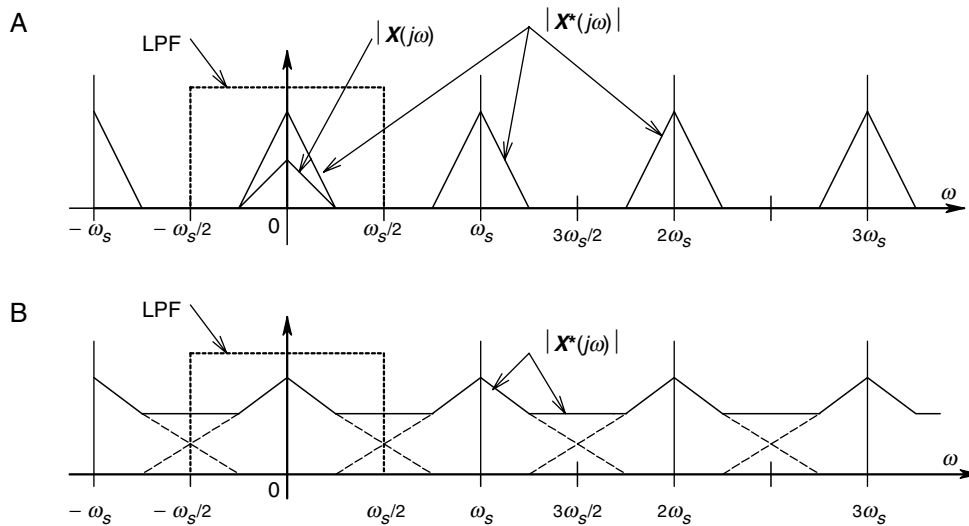 A
LPF
| X(jω)
| X*(jω) |
ω
− ωs
− ωs/2
0
ωs/2
ωs
3ωs/2
2ωs
3ωs
B
LPF
| X*(jω) |
ω
− ωs
− ωs/2
0
ωs/2
ωs
3ωs/2
2ωs
3ωs